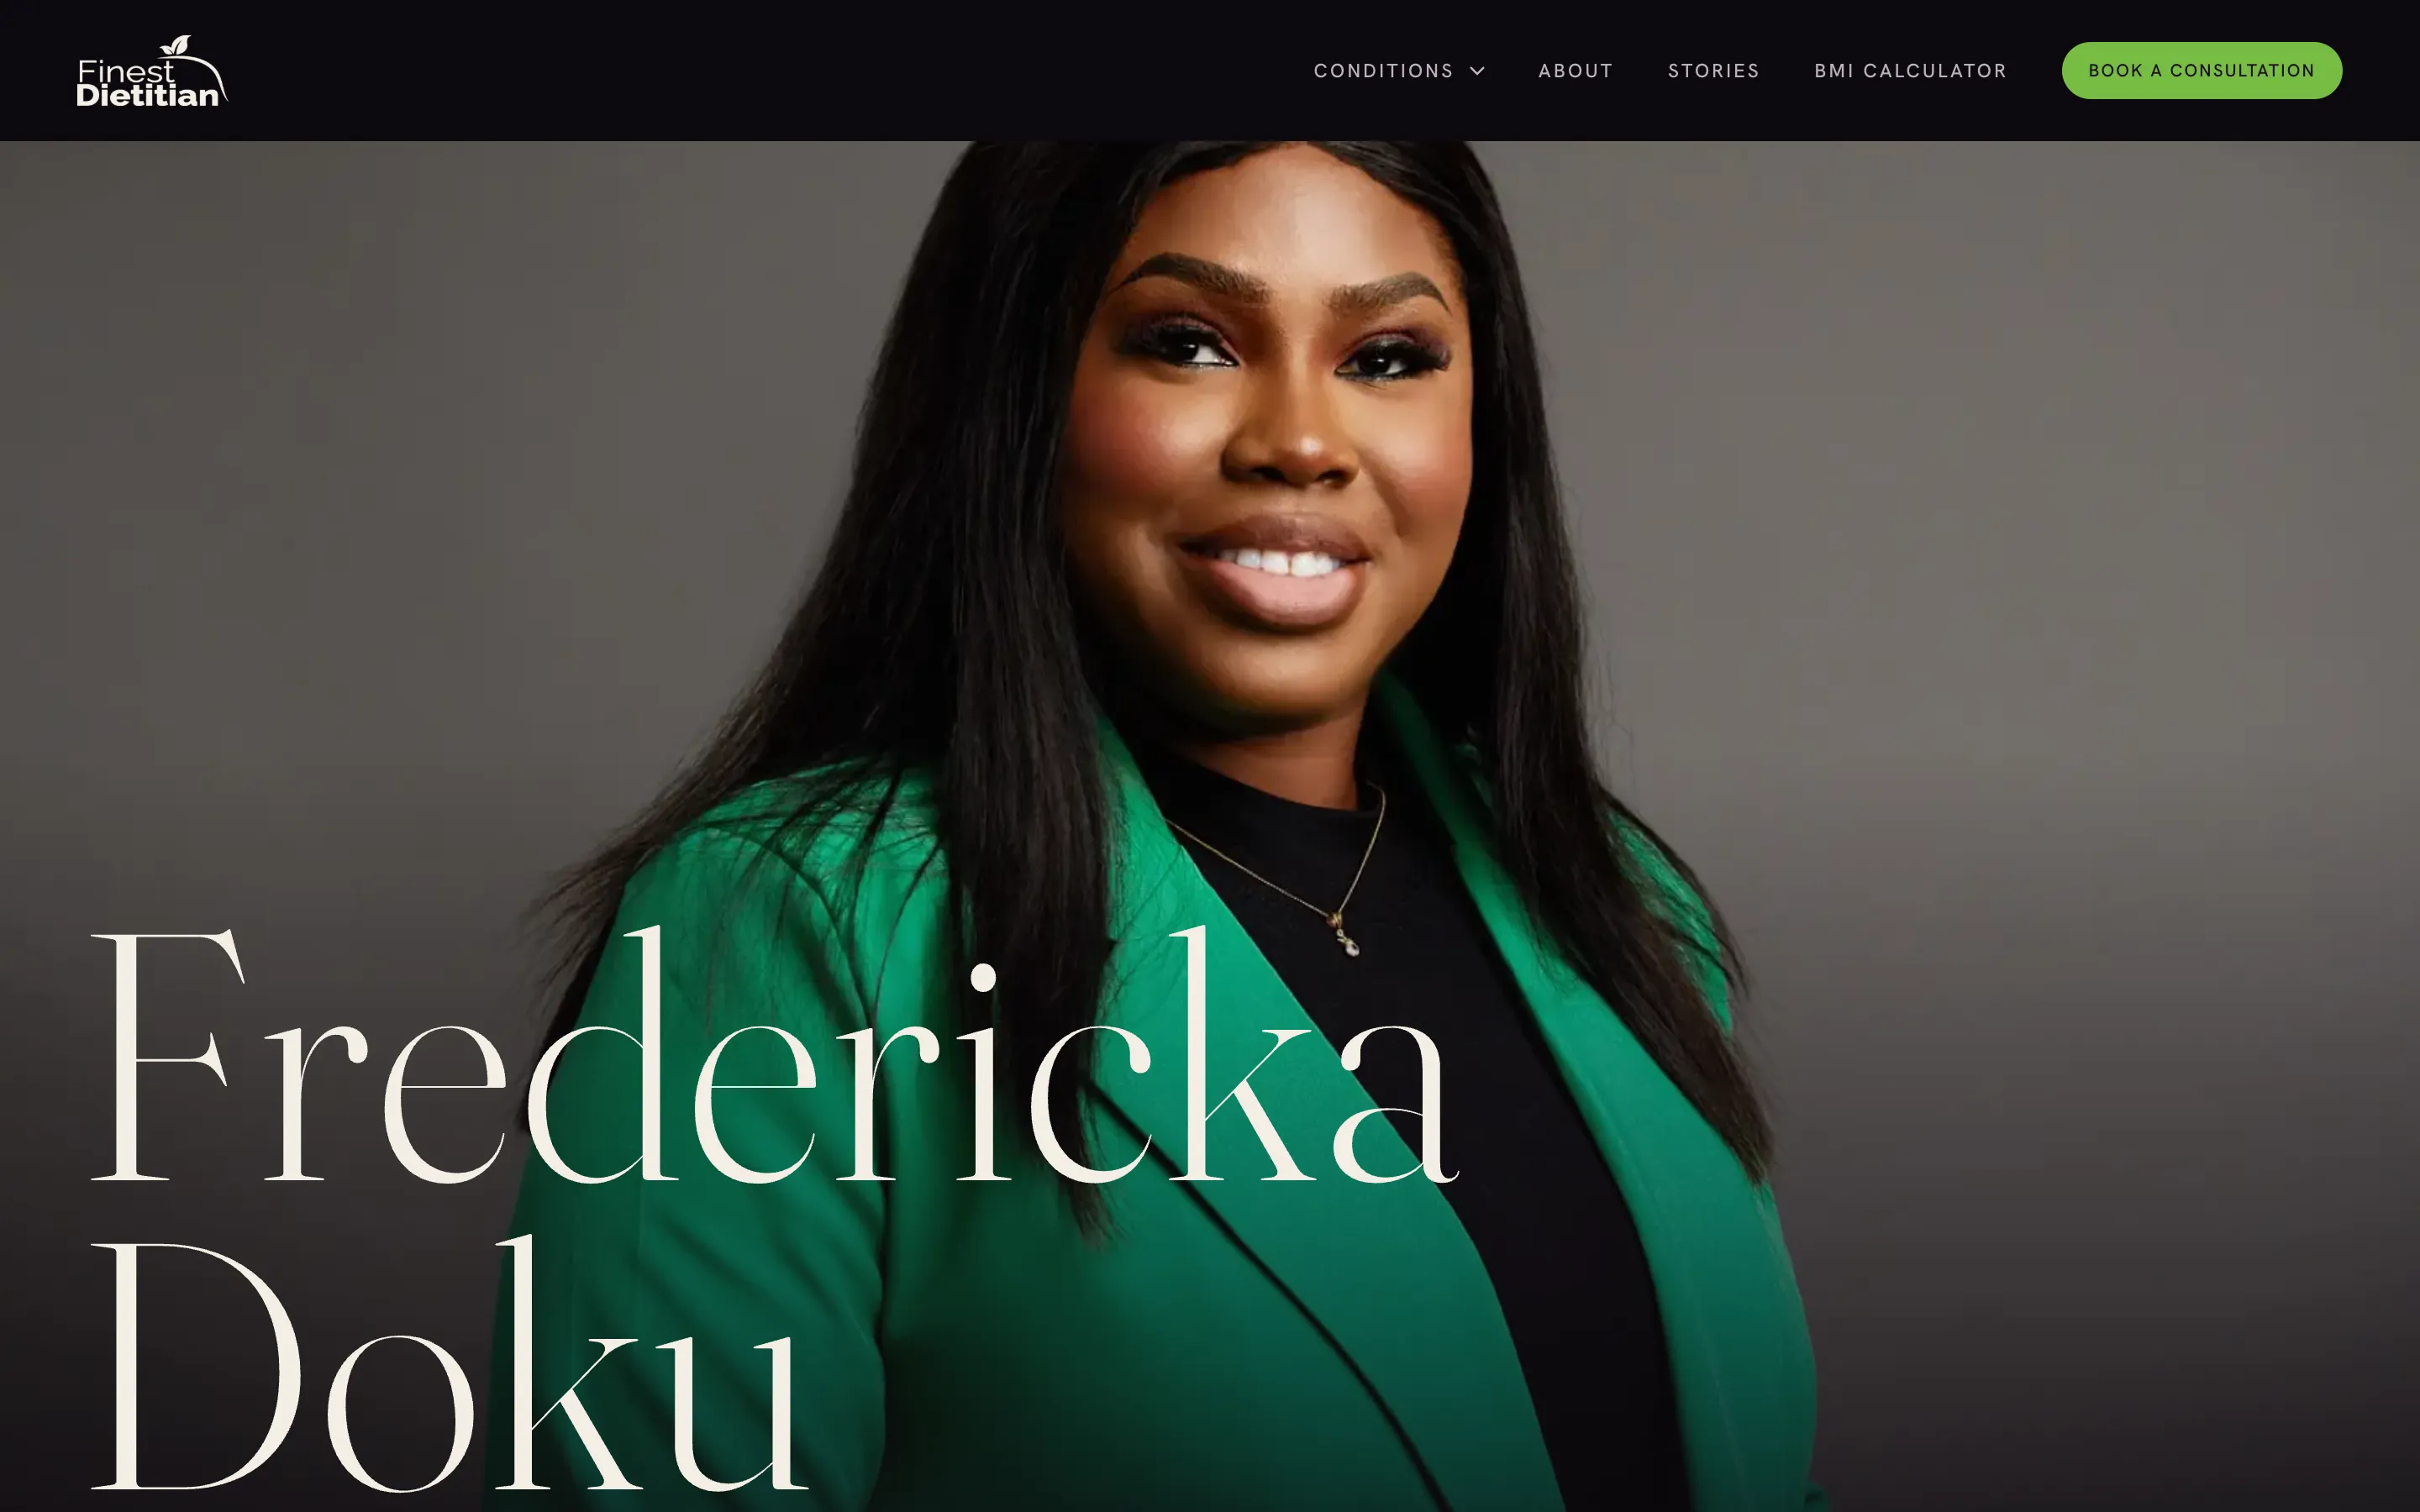 Finest
Dietitian
CONDITIONS ABOUT STORIES BMI CALCULATOR BOOK A CONSULTATION
Fredericka
Doku